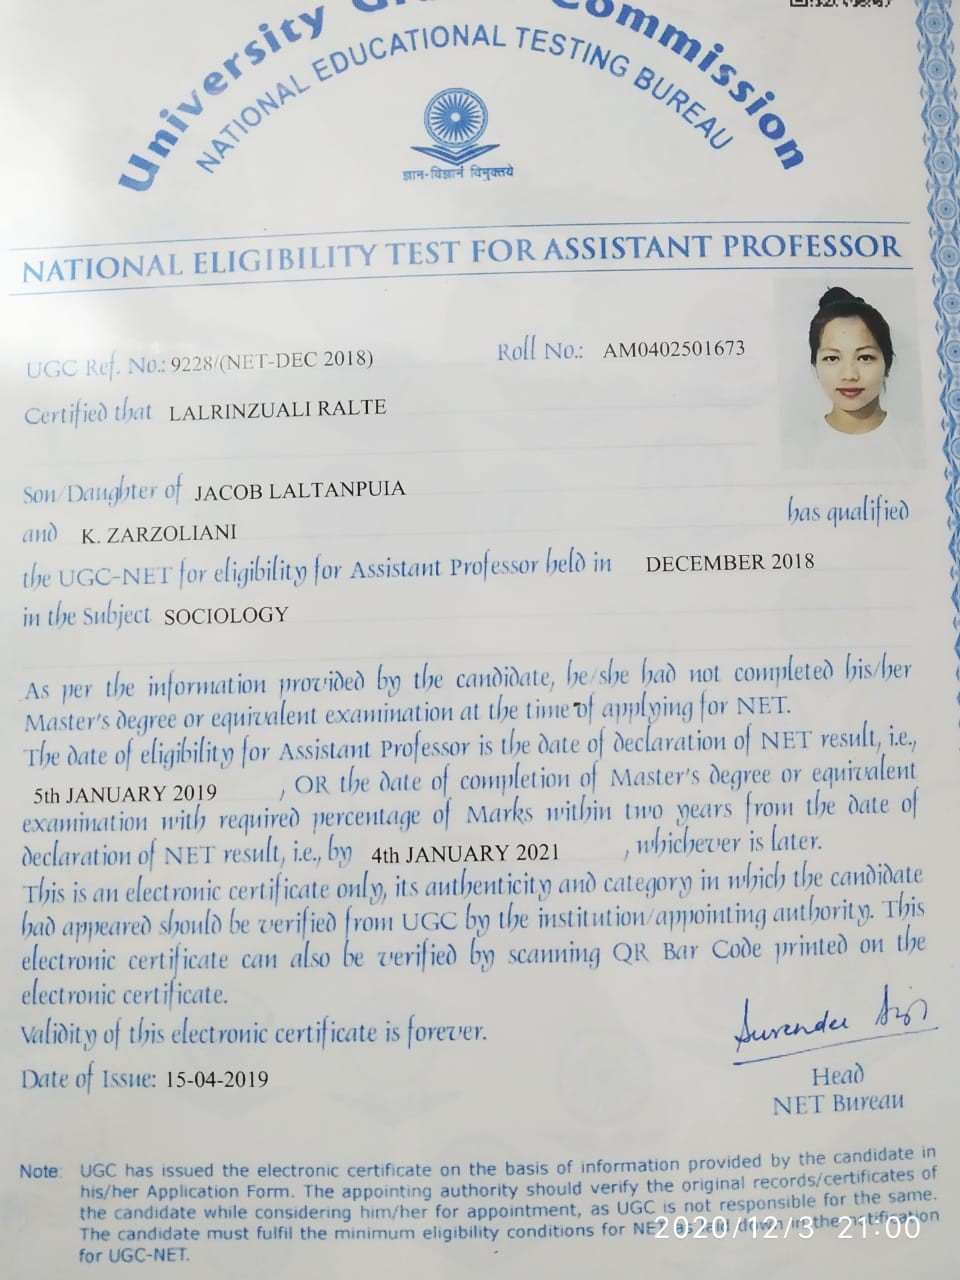 University Commission
NATIONAL EDUCATIONAL TESTING BUREAU
ज्ञान-विज्ञानं विमुक्तये
NATIONAL ELIGIBILITY TEST FOR ASSISTANT PROFESSOR
UGC Ref. No.: 9228/(NET-DEC 2018) Roll No.: AM0402501673
Certified that LALRINZUALI RALTE
Son/Daughter of JACOB LALTANPUIA
and K. ZARZOLIANI has qualified
the UGC-NET for eligibility for Assistant Professor held in DECEMBER 2018
in the Subject SOCIOLOGY
As per the information provided by the candidate, he/she had not completed his/her
Master's degree or equivalent examination at the time of applying for NET.
The date of eligibility for Assistant Professor is the date of declaration of NET result, i.e.,
5th JANUARY 2019 , OR the date of completion of Master's degree or equivalent
examination with required percentage of Marks within two years from the date of
declaration of NET result, i.e., by 4th JANUARY 2021 , whichever is later.
This is an electronic certificate only, its authenticity and category in which the candidate
had appeared should be verified from UGC by the institution/appointing authority. This
electronic certificate can also be verified by scanning QR Bar Code printed on the
electronic certificate.
Validity of this electronic certificate is forever.
Date of Issue: 15-04-2019
Surender
Head
NET Bureau
Note: UGC has issued the electronic certificate on the basis of information provided by the candidate in
his/her Application Form. The appointing authority should verify the original records/certificates of
the candidate while considering him/her for appointment, as UGC is not responsible for the same.
The candidate must fulfil the minimum eligibility conditions for NET as laid down in the notification
for UGC-NET.
2020/12/3 21:00